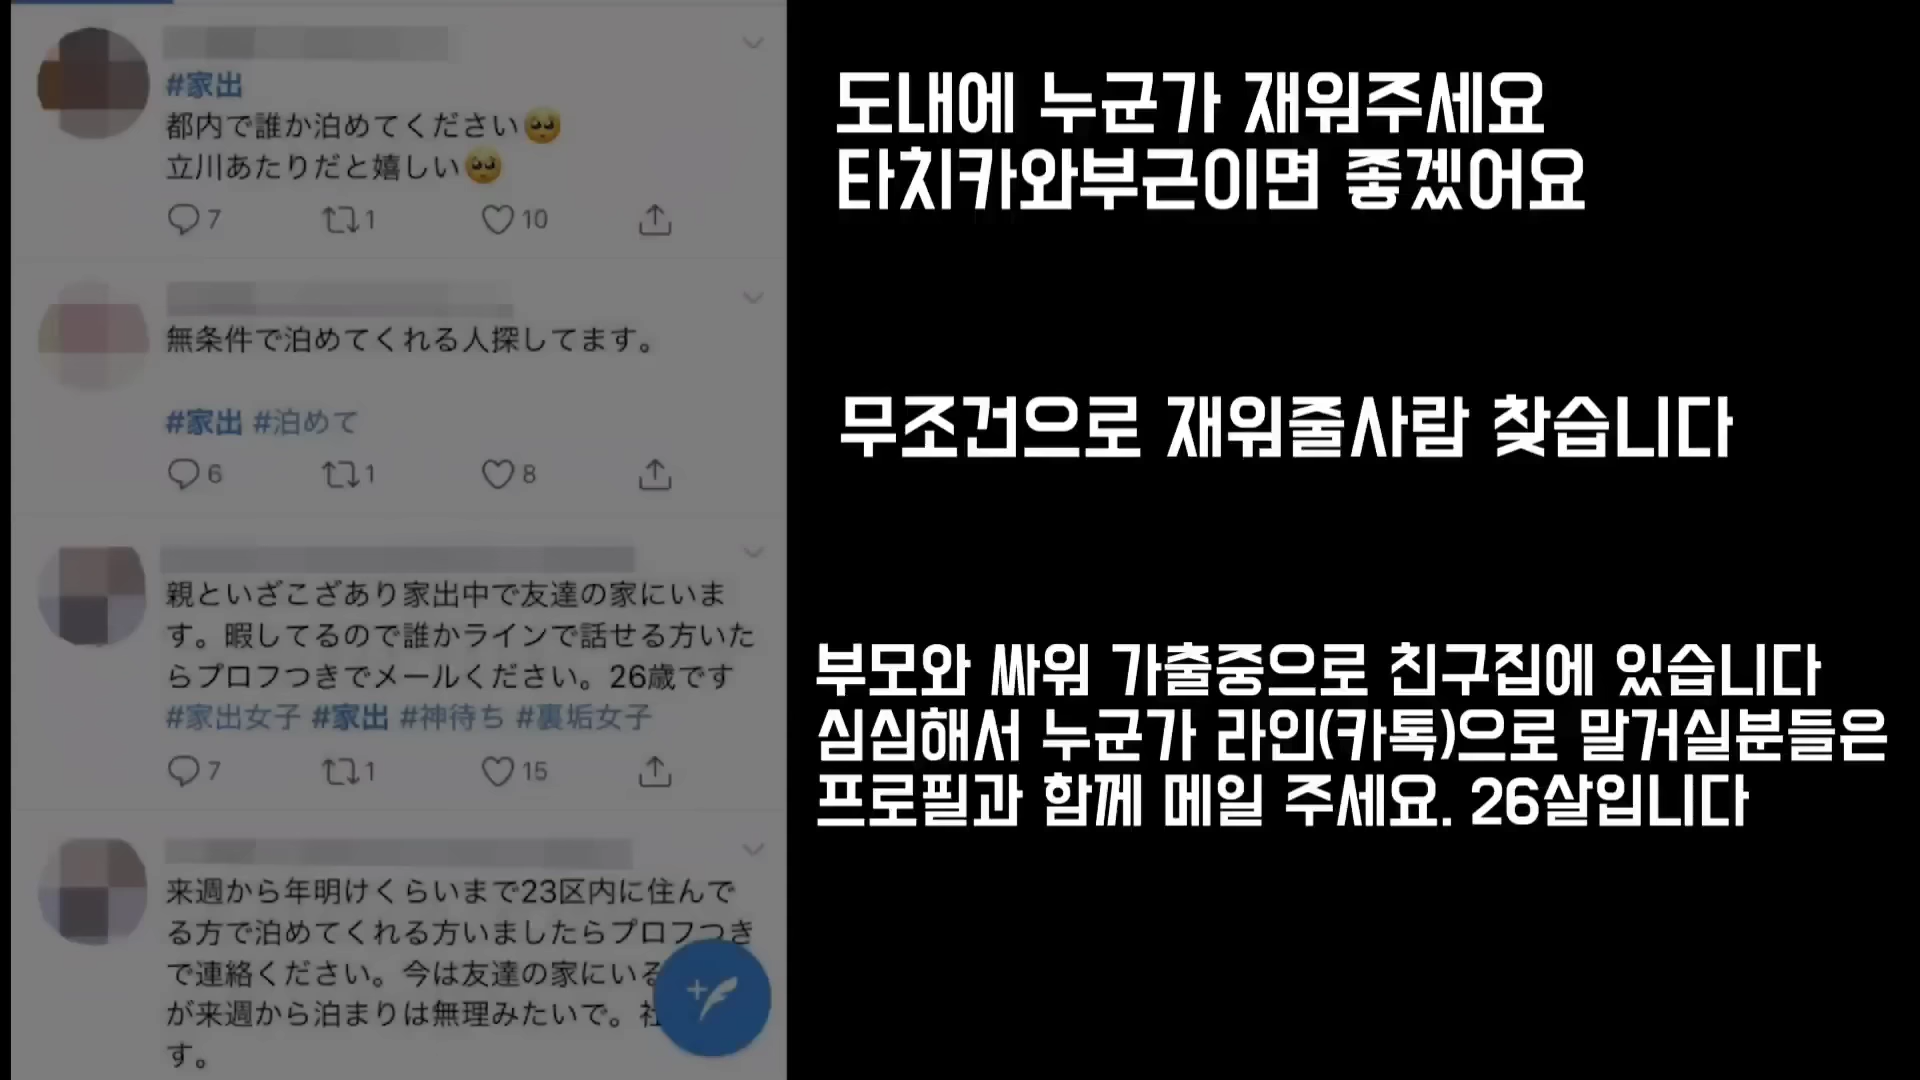 #家出
都内で誰か泊めてください🥺
立川あたりだと嬉しい🥺
7 1 10
無条件で泊めてくれる人探してます。
#家出 #泊めて
6 1 8
親といざこざあり家出中で友達の家にいま
す。暇してるので誰かラインで話せる方いた
らプロフつきでメールください。26歳です
#家出女子 #家出 #神待ち #裏垢女子
7 1 15
来週から年明けくらいまで23区内に住んで
る方で泊めてくれる方いましたらプロフつき
で連絡ください。今は友達の家にいる
が来週から泊まりは無理みたいで。社
す。
도내에 누군가 재워주세요
타치카와부근이면 좋겠어요
무조건으로 재워줄사람 찾습니다
부모와 싸워 가출중으로 친구집에 있습니다
심심해서 누군가 라인(카톡)으로 말거실분들은
프로필과 함께 메일 주세요. 26살입니다